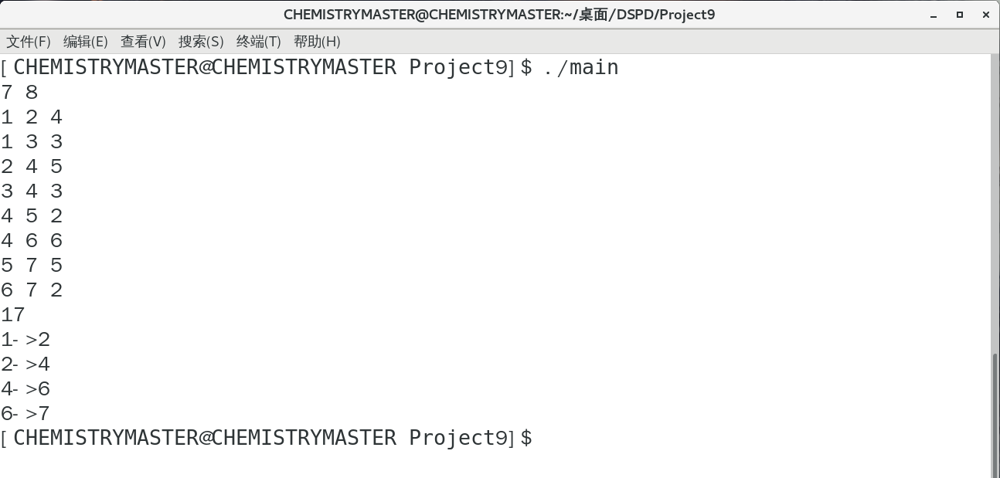 CHEMISTRYMASTER@CHEMISTRYMASTER:~/桌面/DSPD/Project9
文件(F) 编辑(E) 查看(V) 搜索(S) 终端(T) 帮助(H)
[CHEMISTRYMASTER@CHEMISTRYMASTER Project9]$ ./main
7 8
1 2 4
1 3 3
2 4 5
3 4 3
4 5 2
4 6 6
5 7 5
6 7 2
17
1->2
2->4
4->6
6->7
[CHEMISTRYMASTER@CHEMISTRYMASTER Project9]$